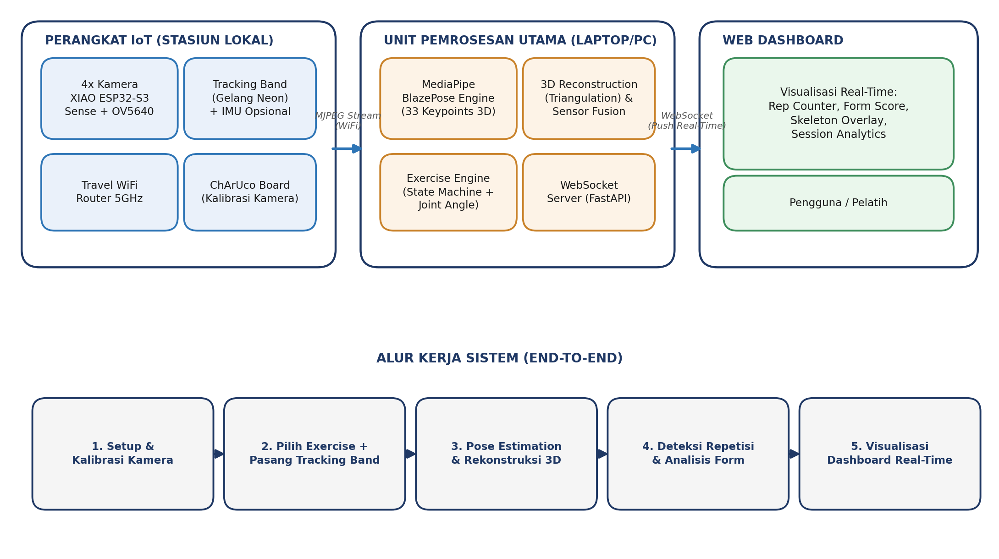 PERANGKAT IoT (STASIUN LOKAL)
4x Kamera
XIAO ESP32-S3
Sense + OV5640
Tracking Band
(Gelang Neon)
+ IMU Opsional
Travel WiFi
Router 5GHz
ChArUco Board
(Kalibrasi Kamera)
MJPEG Stream
(WiFi)
UNIT PEMROSESAN UTAMA (LAPTOP/PC)
MediaPipe
BlazePose Engine
(33 Keypoints 3D)
3D Reconstruction
(Triangulation) &
Sensor Fusion
Exercise Engine
(State Machine +
Joint Angle)
WebSocket
Server (FastAPI)
WebSocket
(Push Real-Time)
WEB DASHBOARD
Visualisasi Real-Time:
Rep Counter, Form Score,
Skeleton Overlay,
Session Analytics
Pengguna / Pelatih
ALUR KERJA SISTEM (END-TO-END)
1. Setup &
Kalibrasi Kamera
2. Pilih Exercise +
Pasang Tracking Band
3. Pose Estimation
& Rekonstruksi 3D
4. Deteksi Repetisi
& Analisis Form
5. Visualisasi
Dashboard Real-Time